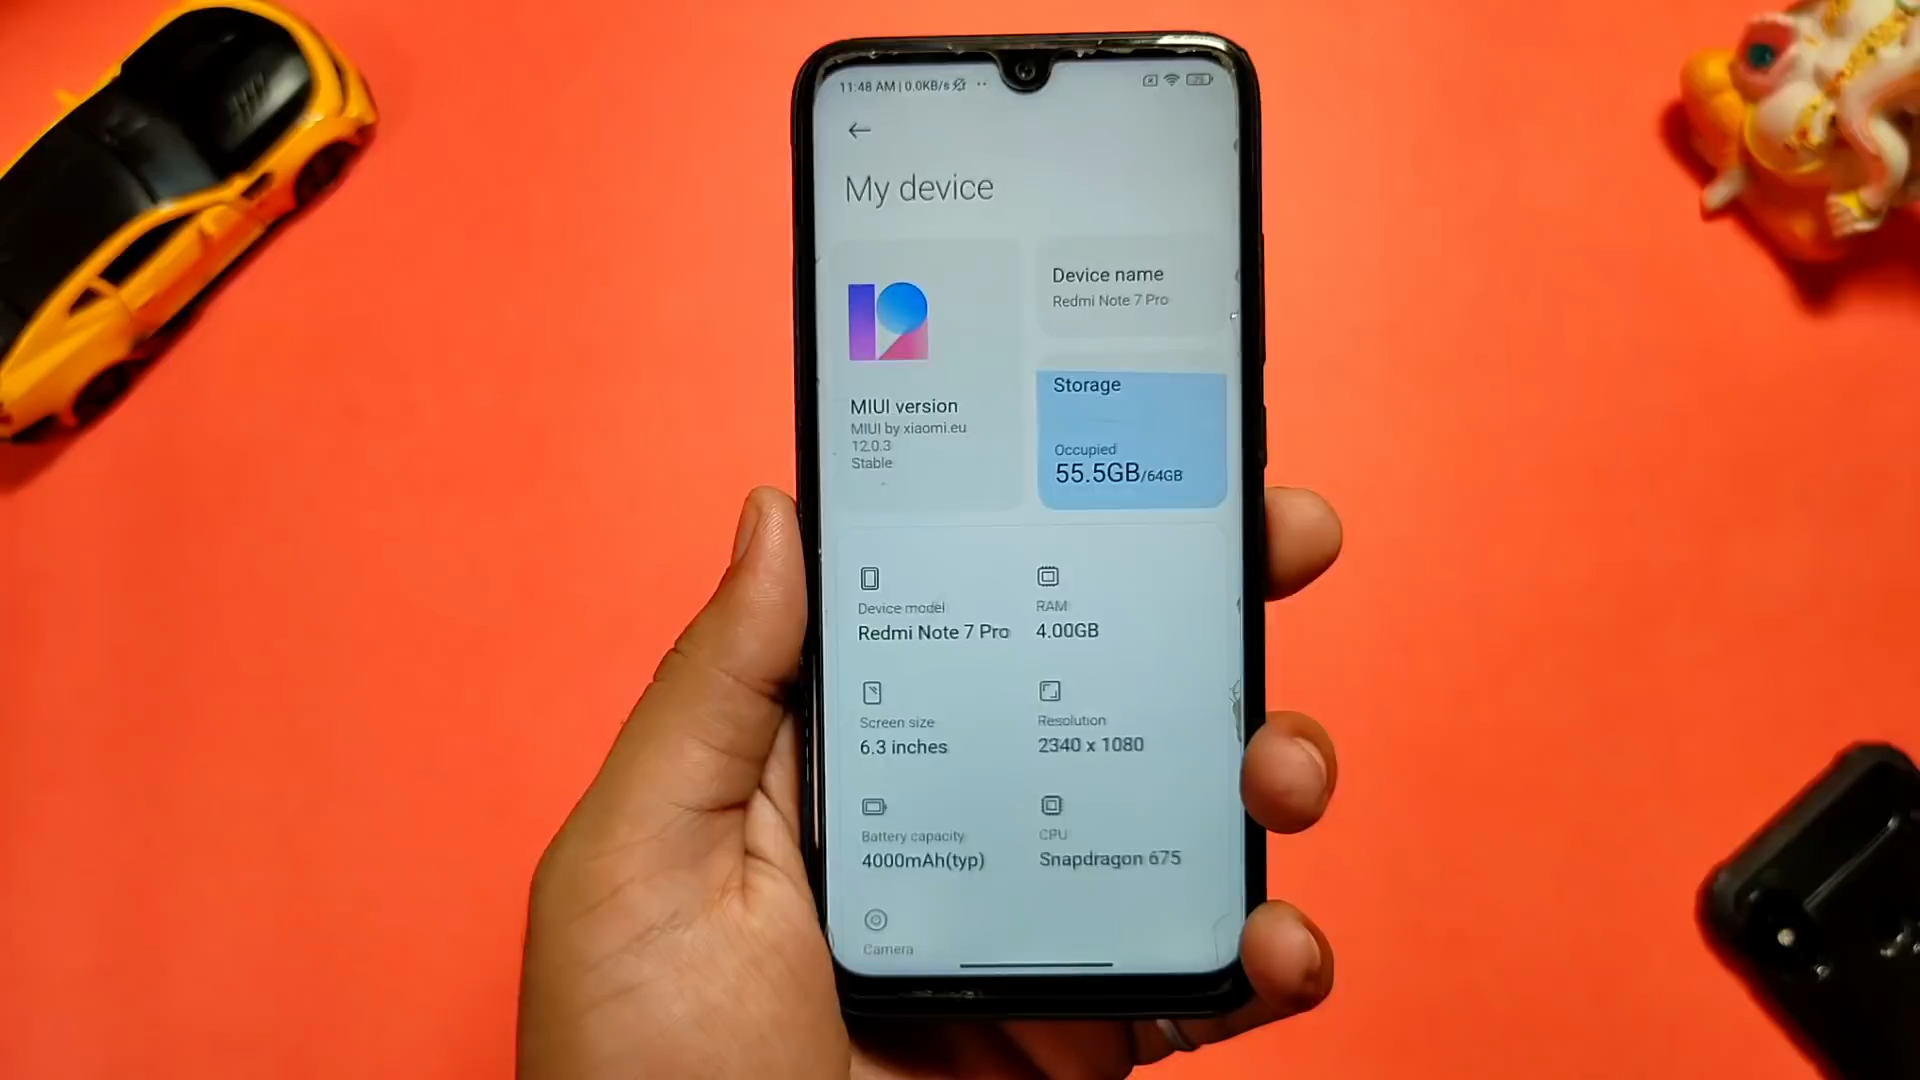 11:48 AM | 0.0KB/s
My device
Device name
Redmi Note 7 Pro
MIUI version
MIUI by xiaomi.eu
12.0.3
Stable
Storage
Occupied
55.5GB/64GB
Device model
Redmi Note 7 Pro
RAM
4.00GB
Screen size
6.3 inches
Resolution
2340 x 1080
Battery capacity
4000mAh(typ)
CPU
Snapdragon 675
Camera